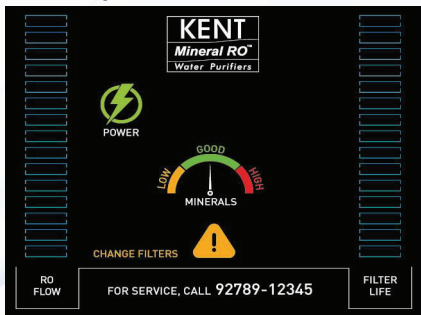 KENT
Mineral RO™
Water Purifiers
POWER
LOW
GOOD
HIGH
MINERALS
CHANGE FILTERS
RO
FLOW
FOR SERVICE, CALL 92789-12345
FILTER
LIFE